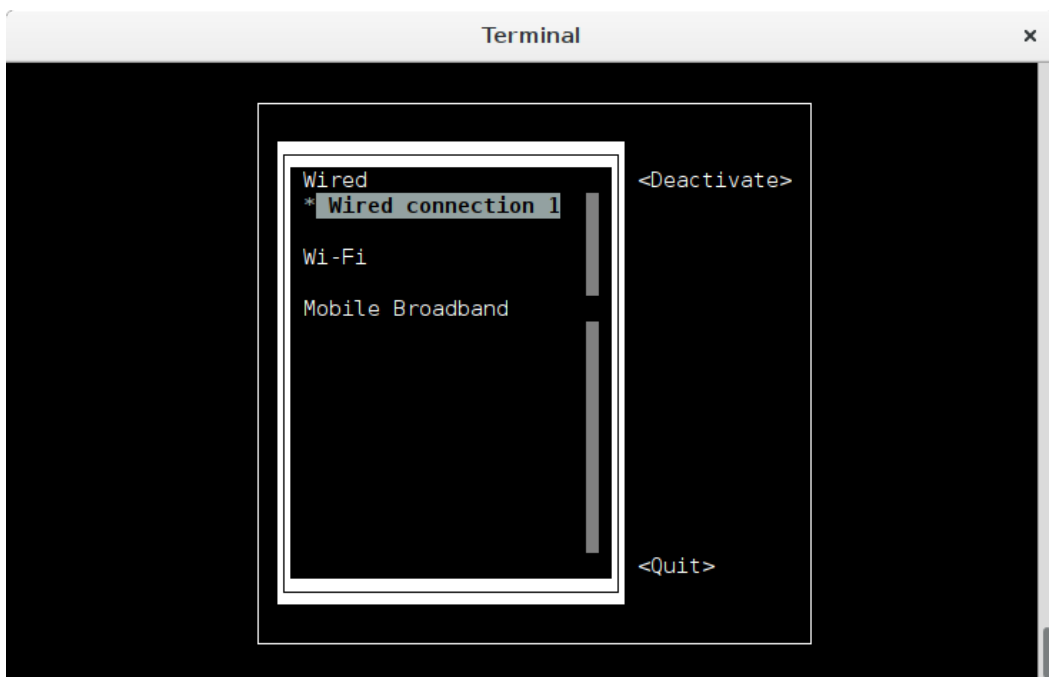 Terminal
Wired <Deactivate>
* Wired connection 1
Wi-Fi
Mobile Broadband
<Quit>